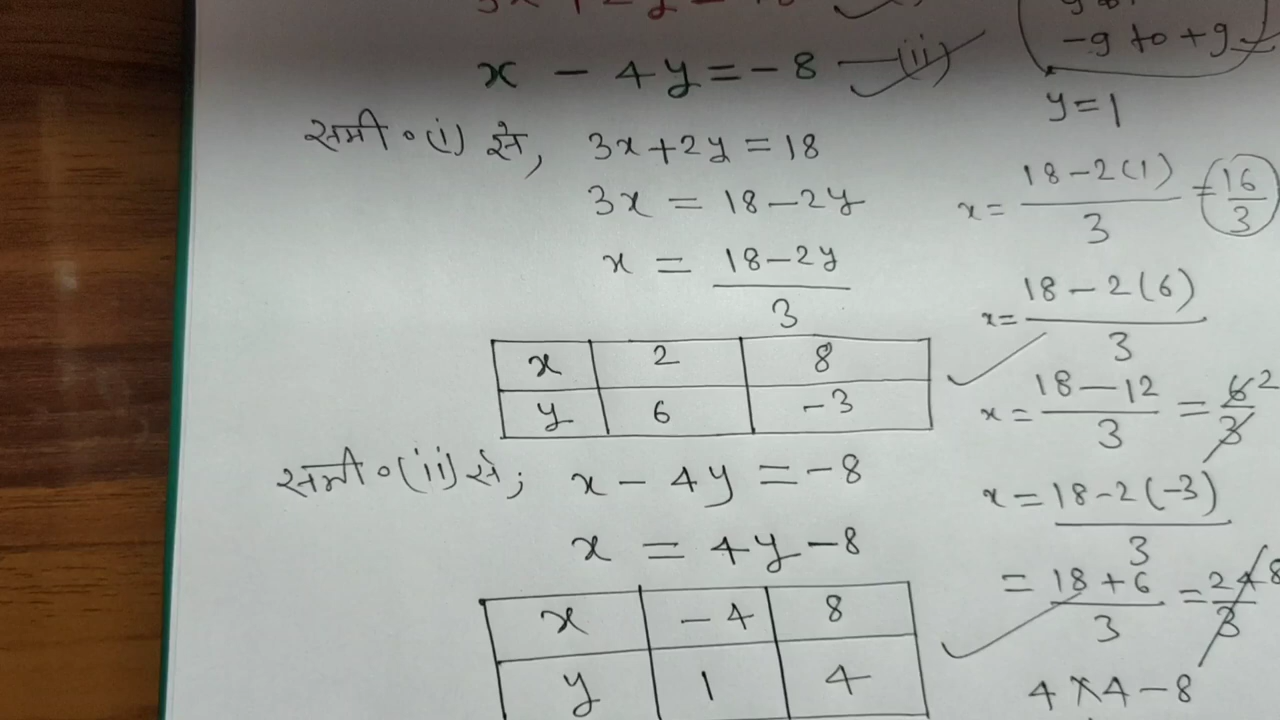 x - 4y = -8 —(ii)
समी०(i) से, 3x+2y = 18
3x = 18-2y
x = 18-2y / 3
x 2 8
y 6 -3
समी०(ii) से; x - 4y = -8
x = 4y - 8
x -4 8
y 1 4
-9 to +9
y=1
x= 18-2(1) / 3 = 16/3
x= 18-2(6) / 3
x= 18-12 / 3 = 6/3 2
x= 18-2(-3) / 3
= 18+6 / 3 = 24/3 8
4×4-8